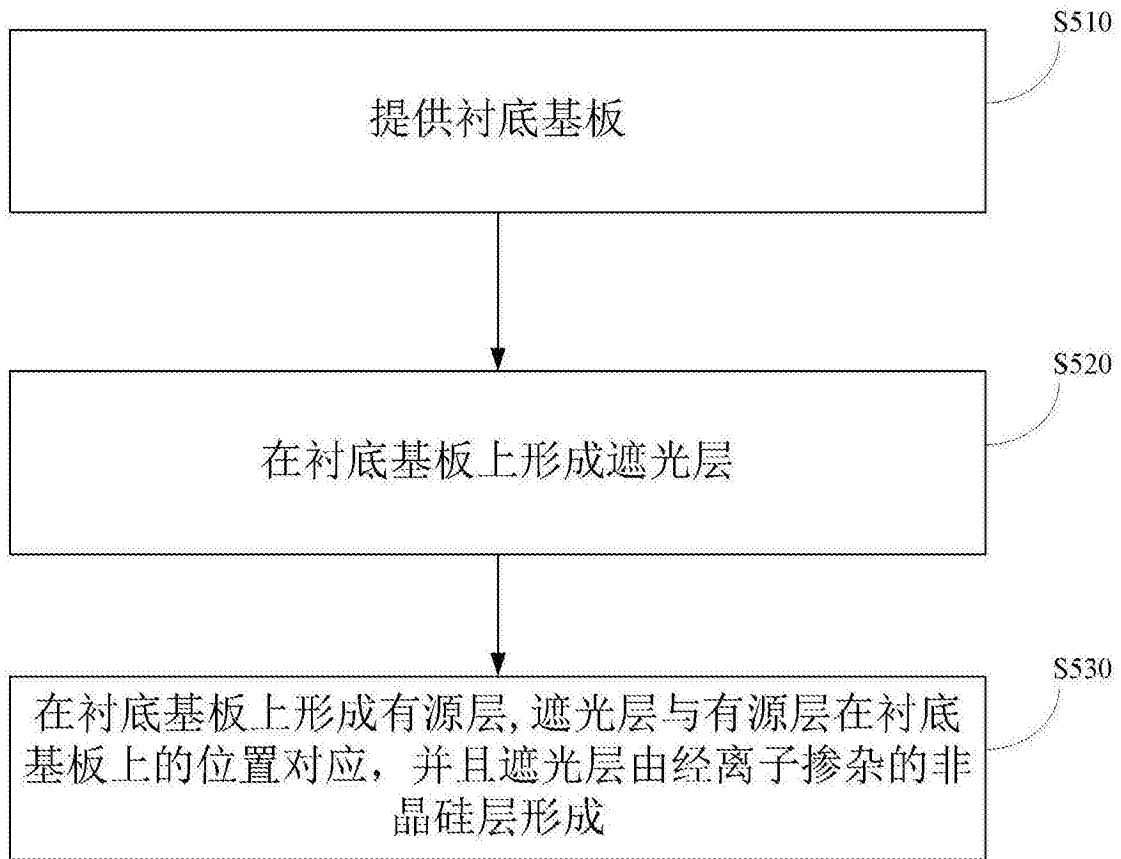 S510
提供衬底基板
S520
在衬底基板上形成遮光层
S530
在衬底基板上形成有源层,遮光层与有源层在衬底
基板上的位置对应，并且遮光层由经离子掺杂的非
晶硅层形成